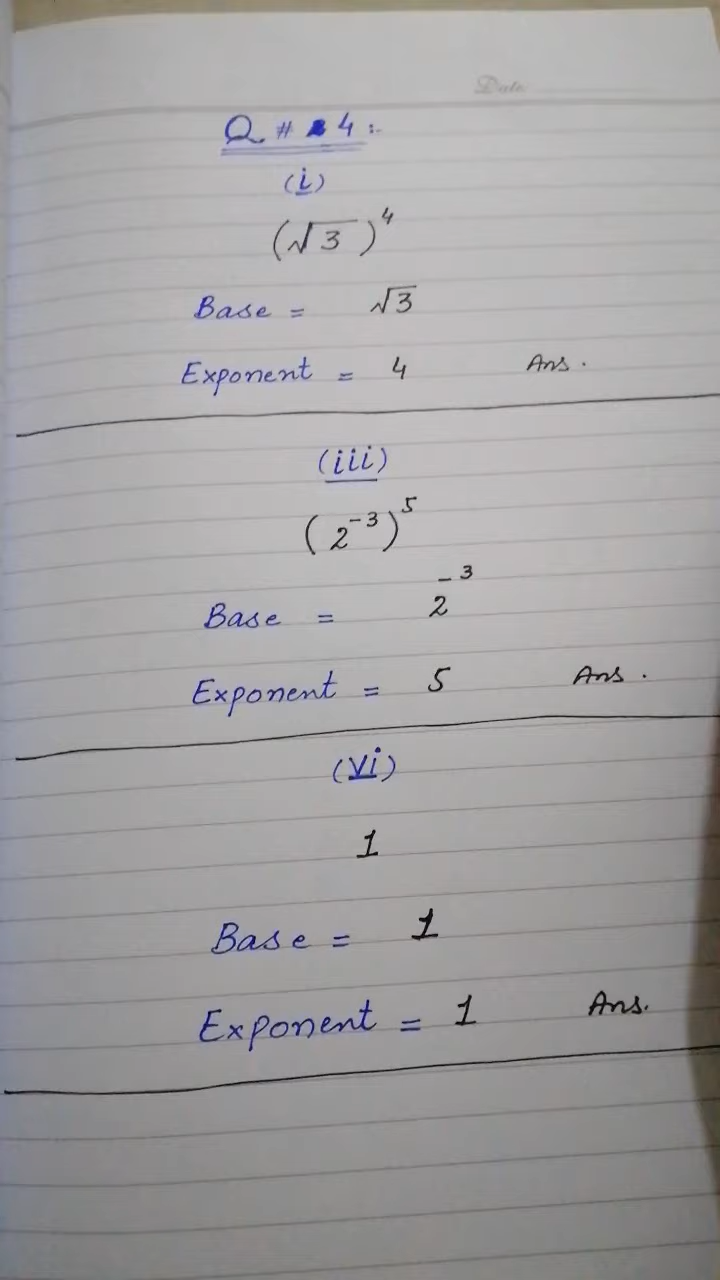 Date
Q # 4 :-
(i)
(√3)⁴
Base = √3
Exponent = 4 Ans.
(iii)
(2⁻³)⁵
Base = 2⁻³
Exponent = 5 Ans.
(vi)
1
Base = 1
Exponent = 1 Ans.